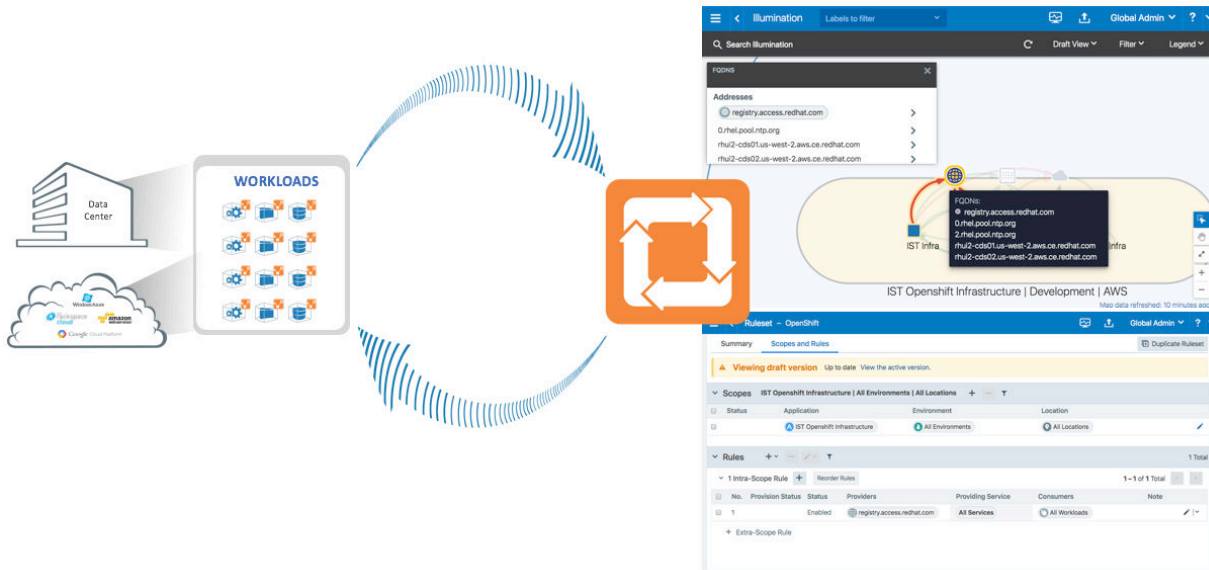 Data
Center
WindowsAzure
rackspace
cloud
amazon
Google Cloud Platform
WORKLOADS
Illumination
Labels to filter
Global Admin
?
Search Illumination
Draft View
Filter
Legend
FQDNS
Addresses
registry.access.redhat.com
0.rhel.pool.ntp.org
rhui2-cds01.us-west-2.aws.ce.redhat.com
rhui2-cds02.us-west-2.aws.ce.redhat.com
FQDNs:
registry.access.redhat.com
0.rhel.pool.ntp.org
2.rhel.pool.ntp.org
rhui2-cds01.us-west-2.aws.ce.redhat.com
rhui2-cds02.us-west-2.aws.ce.redhat.com
IST Infra
Infra
IST Openshift Infrastructure | Development | AWS
Map data refreshed: 10 minutes ago
Ruleset – OpenShift
Global Admin
?
Summary
Scopes and Rules
Duplicate Ruleset
Viewing draft version Up to date View the active version.
Scopes IST Openshift Infrastructure | All Environments | All Locations
Status Application Environment Location
IST Openshift Infrastructure All Environments All Locations
Rules 1 Total
1 Intra-Scope Rule + Reorder Rules 1 – 1 of 1 Total
No. Provision Status Status Providers Providing Service Consumers Note
1 Enabled registry.access.redhat.com All Services All Workloads
+ Extra-Scope Rule